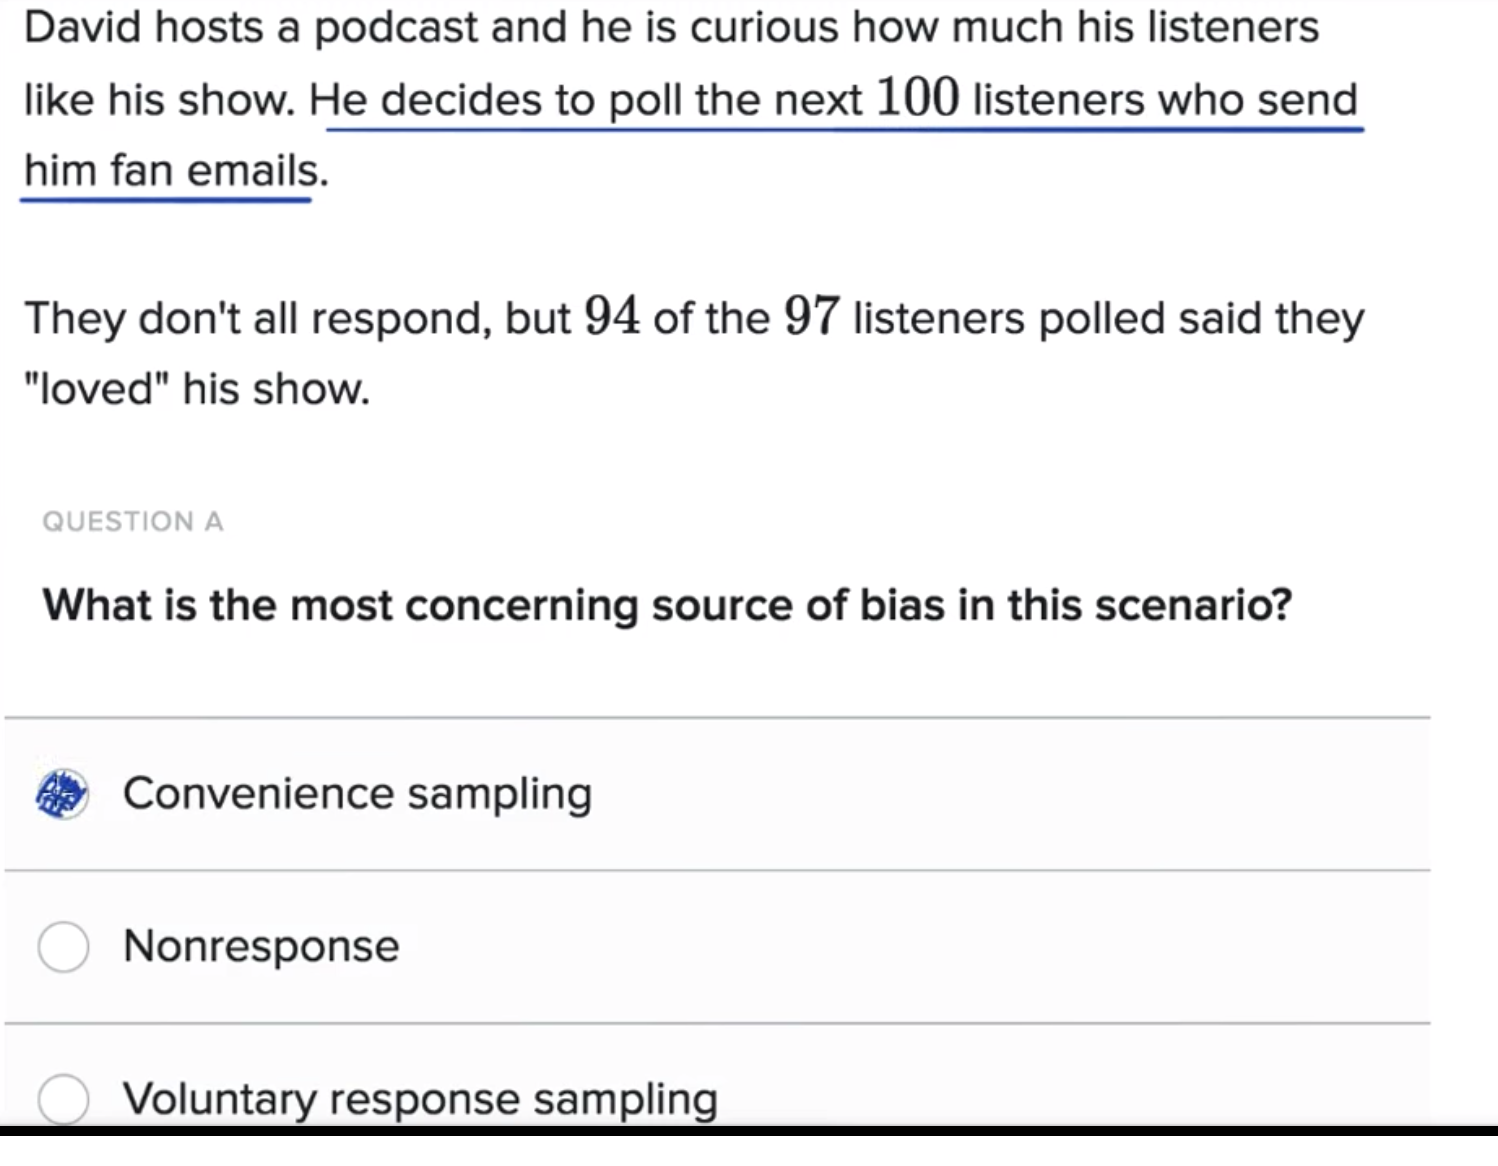 David hosts a podcast and he is curious how much his listeners
like his show. He decides to poll the next 100 listeners who send
him fan emails.
They don't all respond, but 94 of the 97 listeners polled said they
"loved" his show.
QUESTION A
What is the most concerning source of bias in this scenario?
Convenience sampling
Nonresponse
Voluntary response sampling